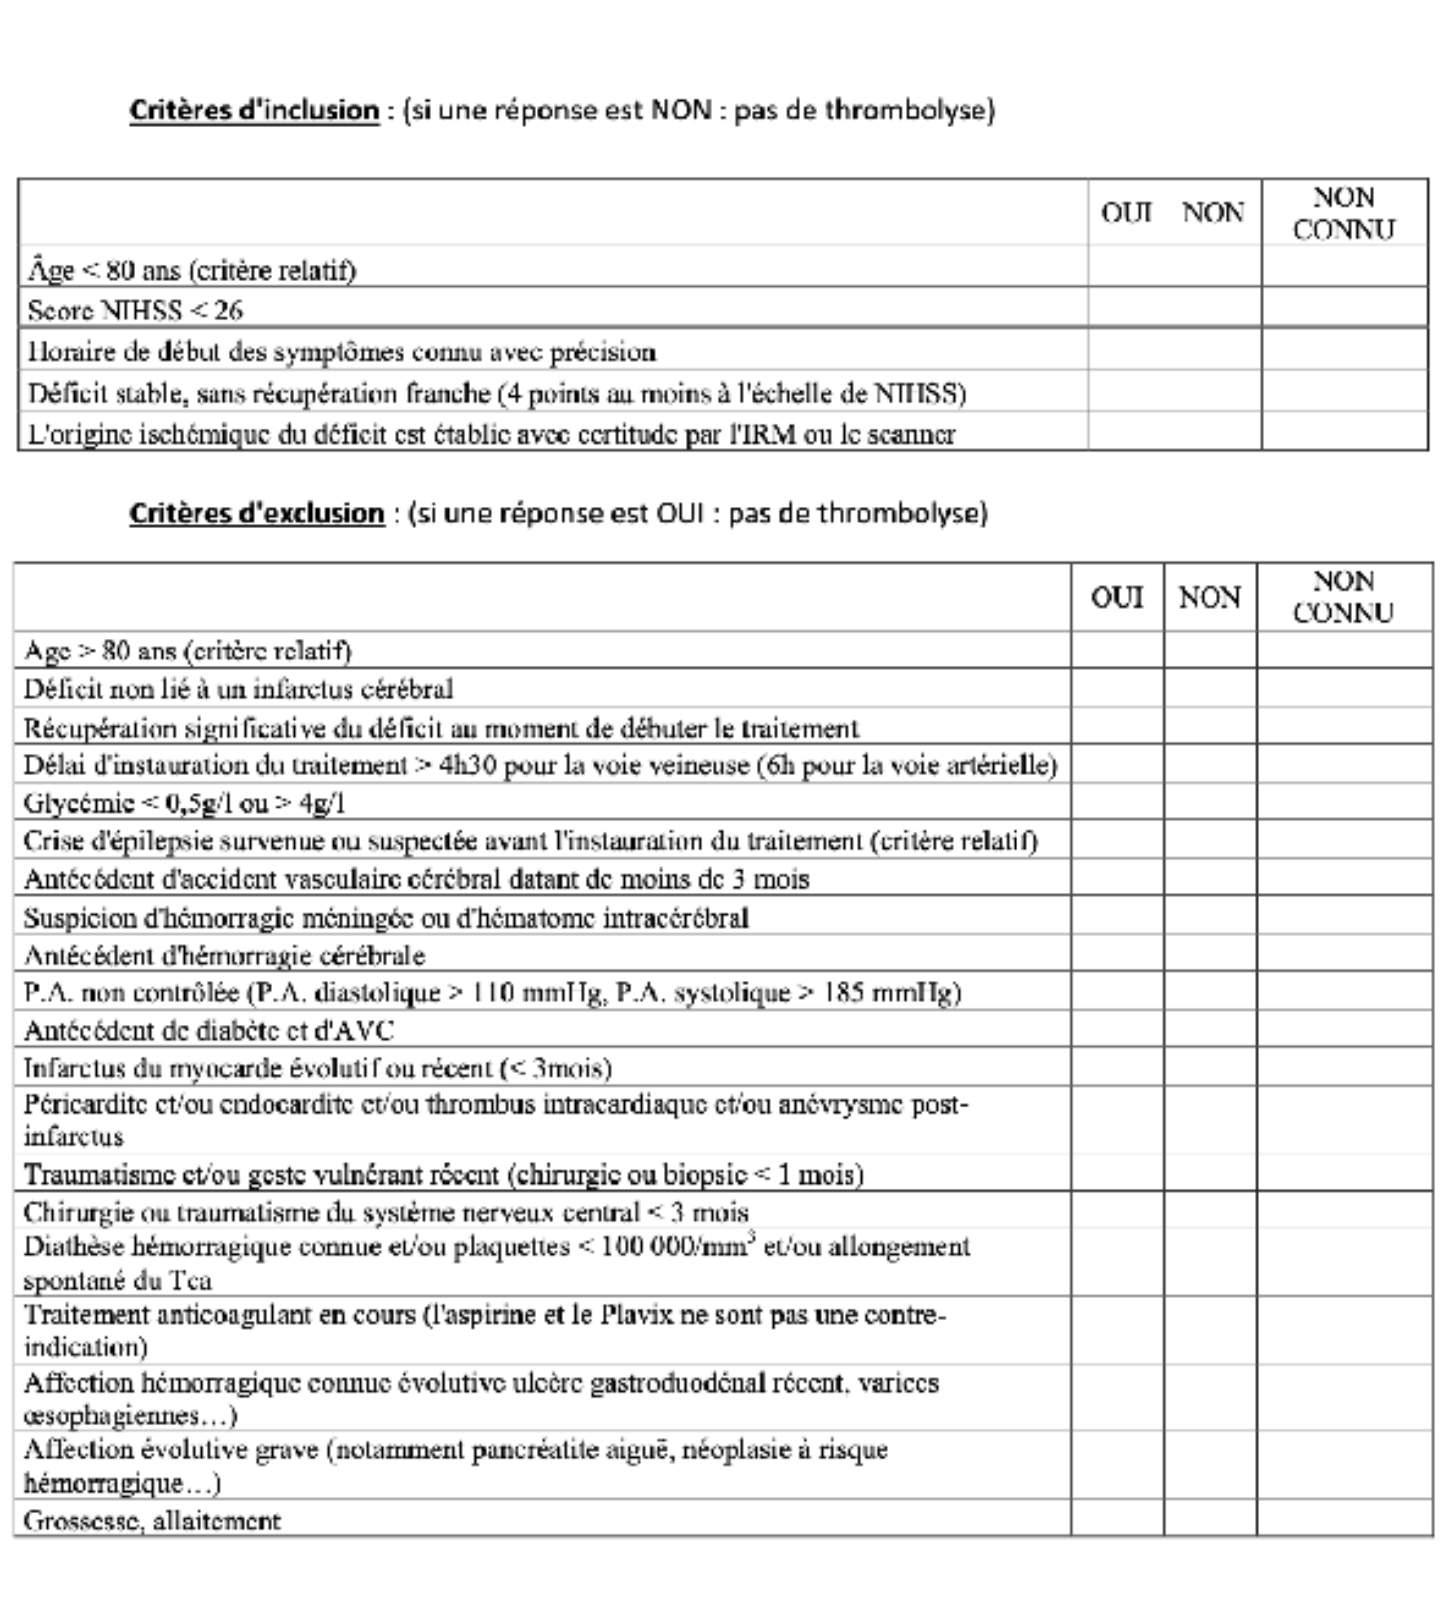 Critères d'inclusion : (si une réponse est NON : pas de thrombolyse)
OUI NON NON
CONNU
Âge < 80 ans (critère relatif)
Score NIHSS < 26
Horaire de début des symptômes connu avec précision
Déficit stable, sans récupération franche (4 points au moins à l'échelle de NIHSS)
L'origine ischémique du déficit est établie avec certitude par l'IRM ou le scanner
Critères d'exclusion : (si une réponse est OUI : pas de thrombolyse)
OUI NON NON
CONNU
Age > 80 ans (critère relatif)
Déficit non lié à un infarctus cérébral
Récupération significative du déficit au moment de débuter le traitement
Délai d'instauration du traitement > 4h30 pour la voie veineuse (6h pour la voie artérielle)
Glycémie < 0,5g/l ou > 4g/l
Crise d'épilepsie survenue ou suspectée avant l'instauration du traitement (critère relatif)
Antécédent d'accident vasculaire cérébral datant de moins de 3 mois
Suspicion d'hémorragie méningée ou d'hématome intracérébral
Antécédent d'hémorragie cérébrale
P.A. non contrôlée (P.A. diastolique > 110 mmHg, P.A. systolique > 185 mmHg)
Antécédent de diabète et d'AVC
Infarctus du myocarde évolutif ou récent (< 3mois)
Péricardite et/ou endocardite et/ou thrombus intracardiaque et/ou anévrysme post-
infarctus
Traumatisme et/ou geste vulnérant récent (chirurgie ou biopsie < 1 mois)
Chirurgie ou traumatisme du système nerveux central < 3 mois
Diathèse hémorragique connue et/ou plaquettes < 100 000/mm³ et/ou allongement
spontané du Tca
Traitement anticoagulant en cours (l'aspirine et le Plavix ne sont pas une contre-
indication)
Affection hémorragique connue évolutive ulcère gastroduodénal récent, varices
œsophagiennes…)
Affection évolutive grave (notamment pancréatite aiguë, néoplasie à risque
hémorragique…)
Grossesse, allaitement